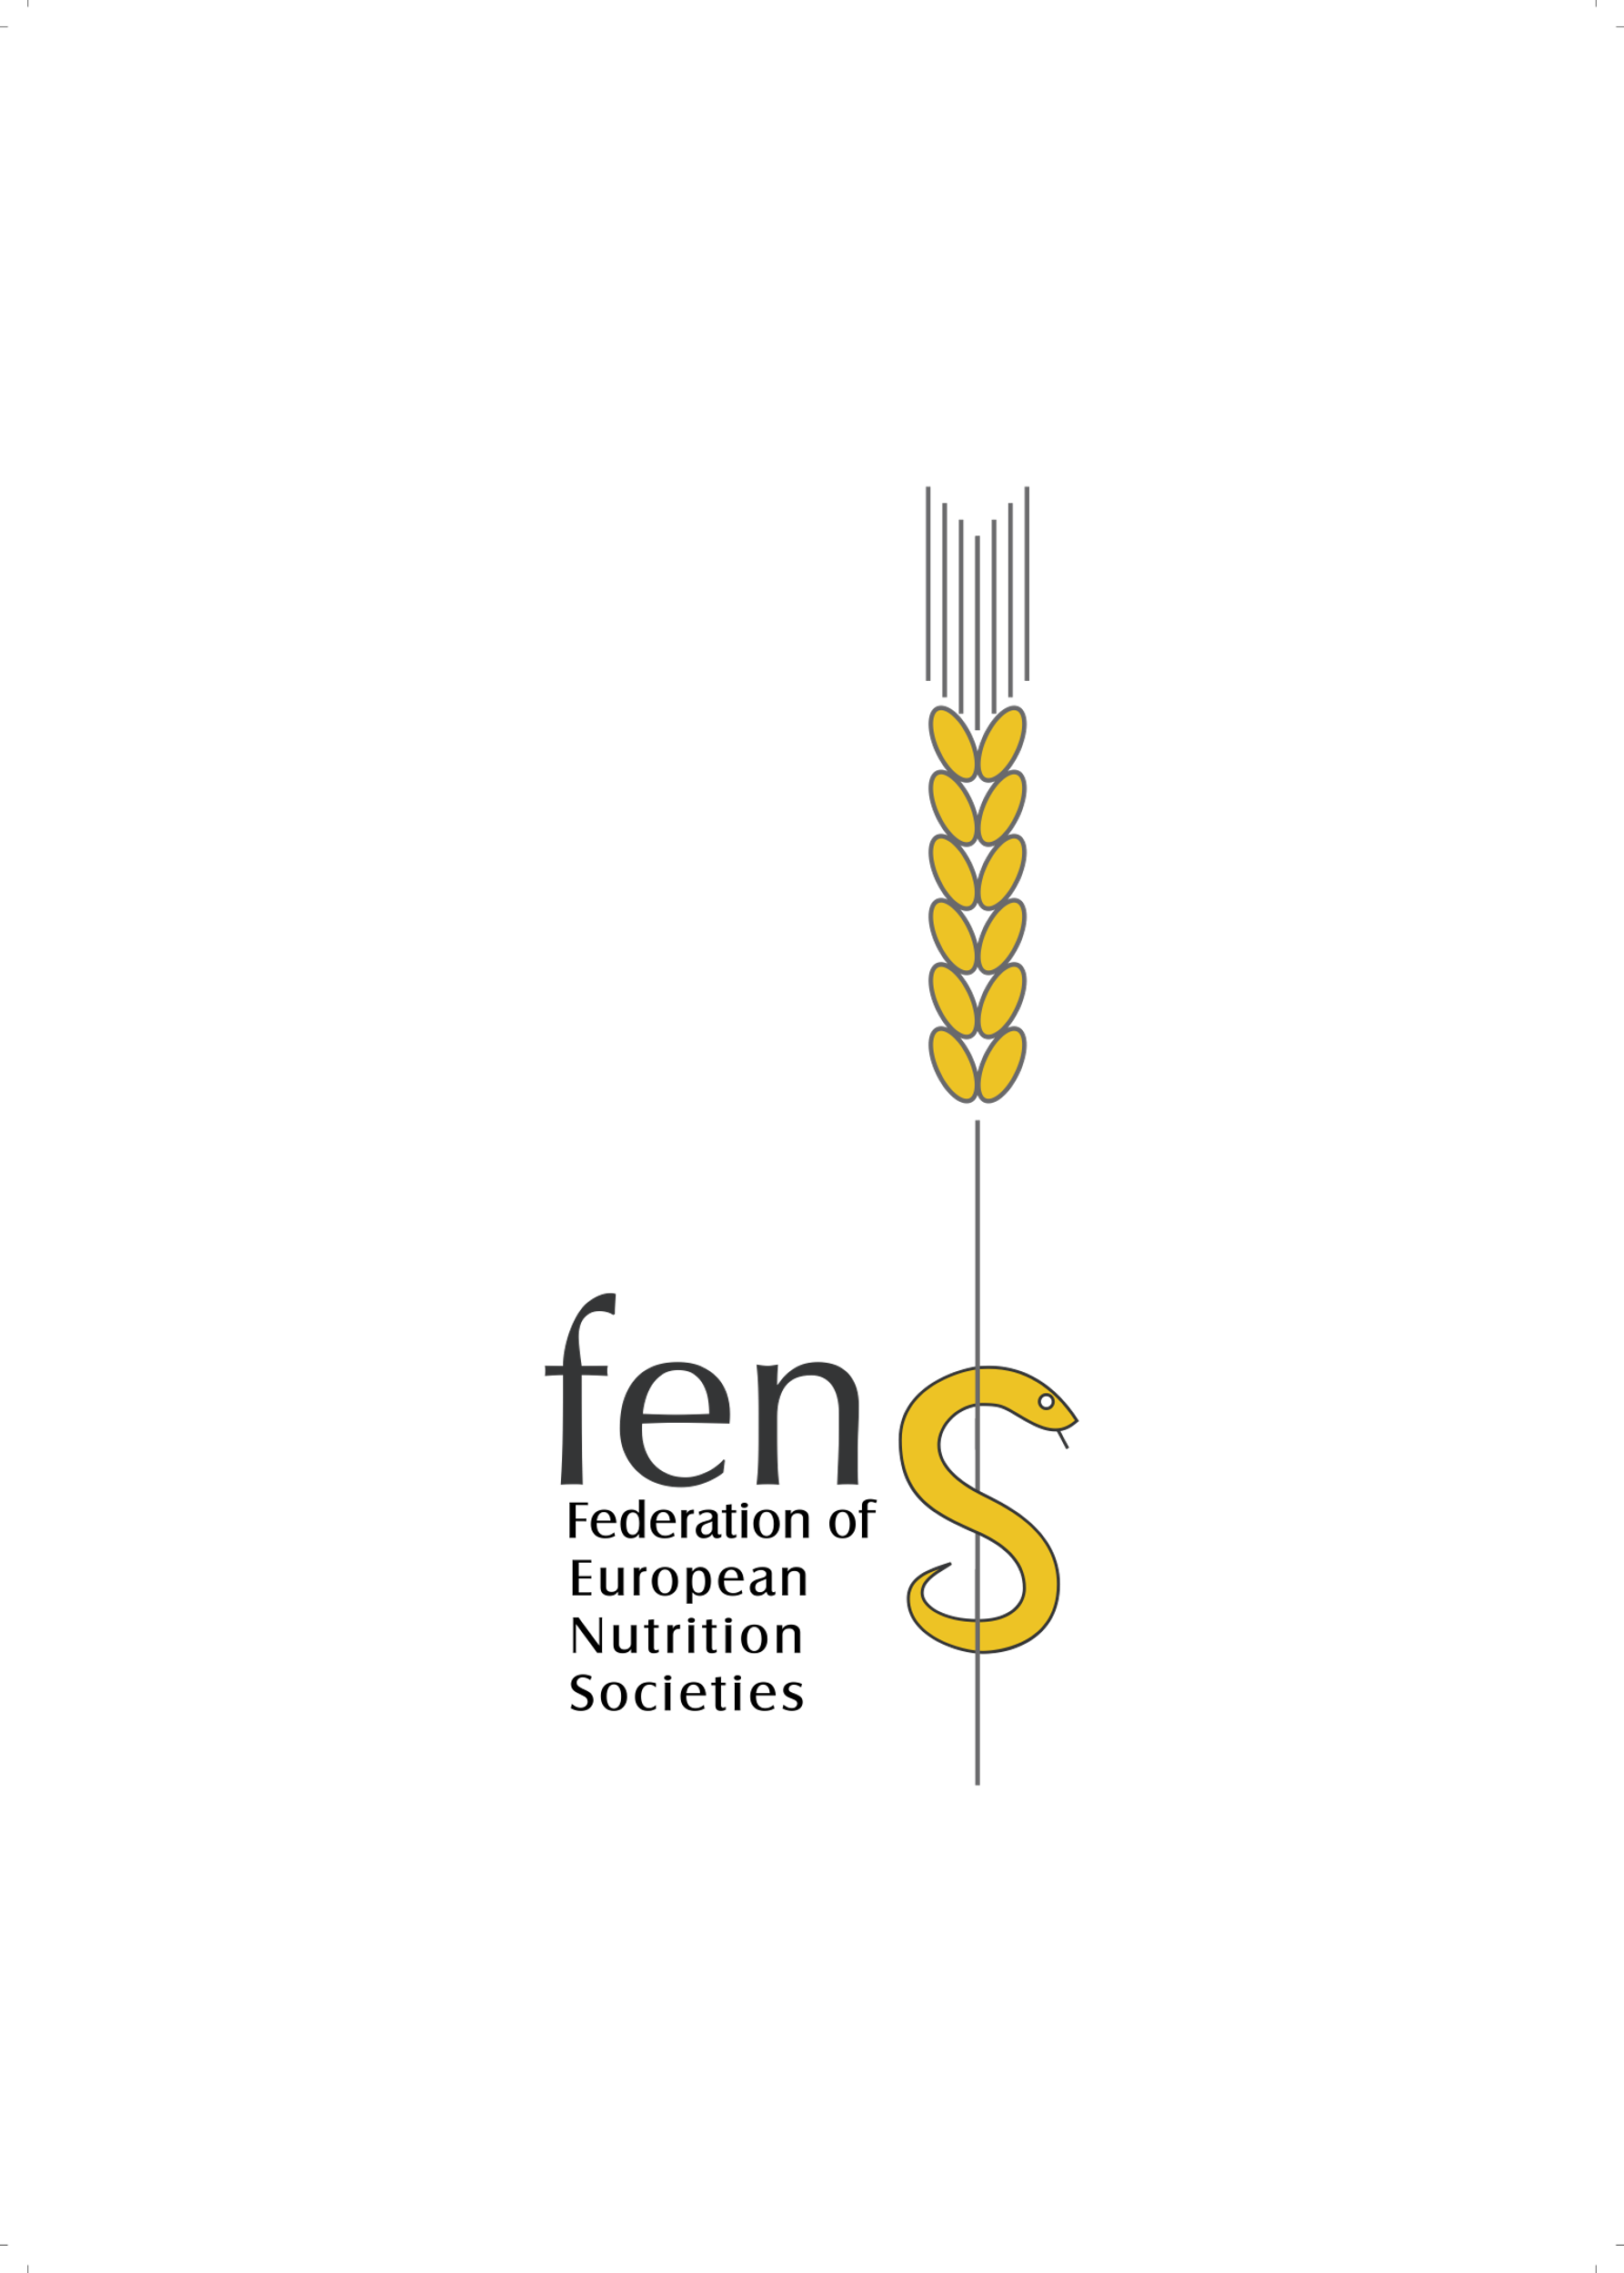 fens
Federation of
European
Nutrition
Societies